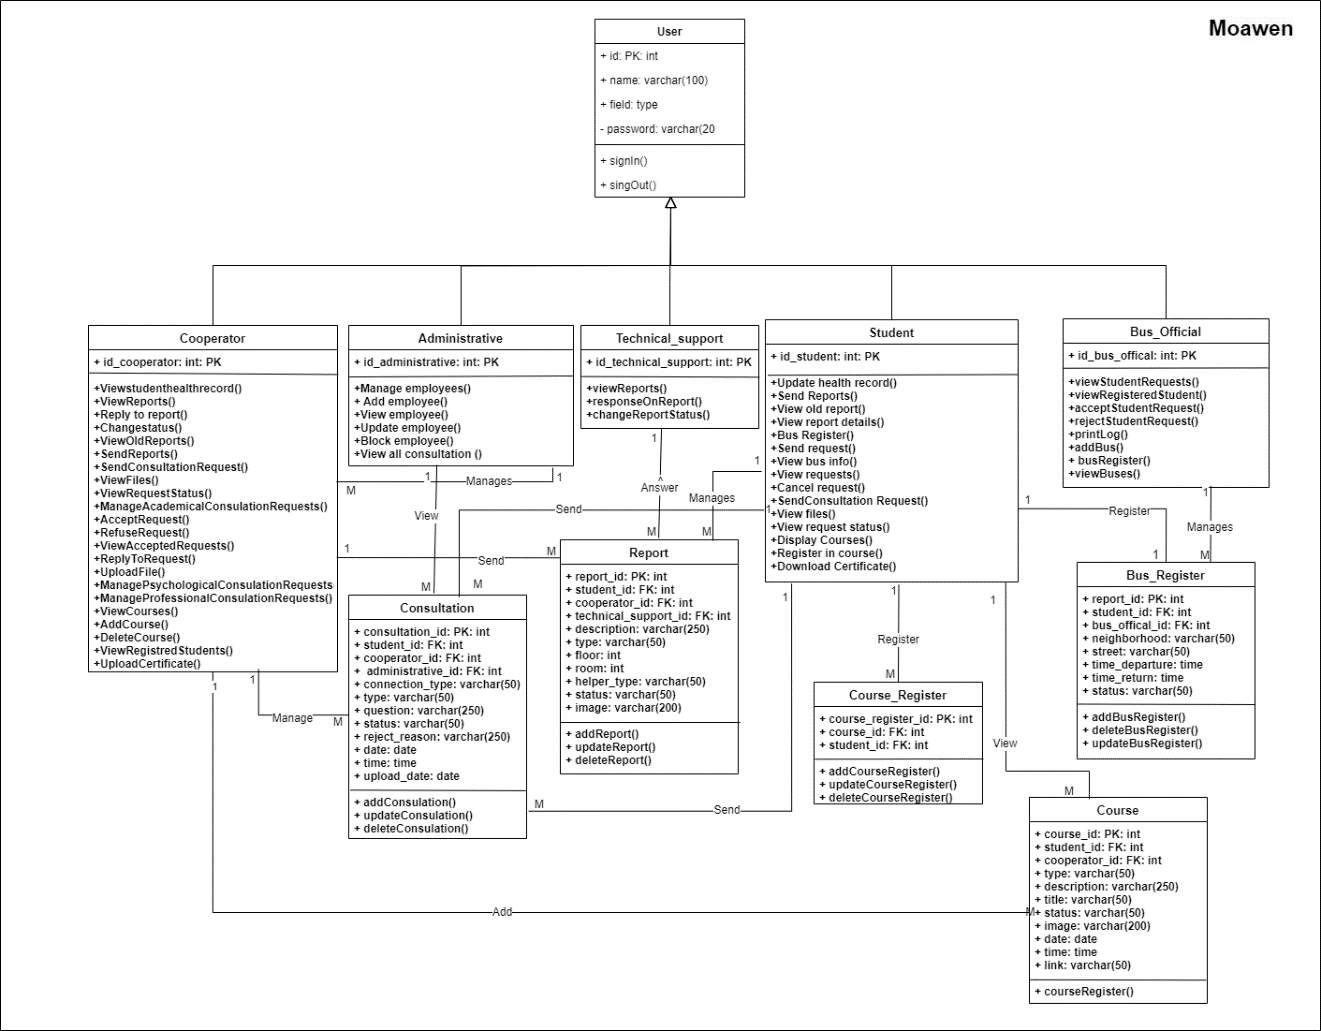 Moawen
User
+ id: PK: int
+ name: varchar(100)
+ field: type
- password: varchar(20
+ signIn()
+ singOut()
Cooperator
+ id_cooperator: int: PK
+Viewstudenthealthrecord()
+ViewReports()
+Reply to report()
+Changestatus()
+ViewOldReports()
+SendReports()
+SendConsultationRequest()
+ViewFiles()
+ViewRequestStatus()
+ManageAcademicalConsulationRequests()
+AcceptRequest()
+RefuseRequest()
+ViewAcceptedRequests()
+ReplyToRequest()
+UploadFile()
+ManagePsychologicalConsulationRequests
+ManageProfessionalConsulationRequests()
+ViewCourses()
+AddCourse()
+DeleteCourse()
+ViewRegistredStudents()
+UploadCertificate()
Administrative
+ id_administrative: int: PK
+Manage employees()
+ Add employee()
+View employee()
+Update employee()
+Block employee()
+View all consultation ()
Technical_support
+ id_technical_support: int: PK
+viewReports()
+responseOnReport()
+changeReportStatus()
Student
+ id_student: int: PK
+Update health record()
+Send Reports()
+View old report()
+View report details()
+Bus Register()
+Send request()
+View bus info()
+View requests()
+Cancel request()
+SendConsultation Request()
+View files()
+View request status()
+Display Courses()
+Register in course()
+Download Certificate()
Bus_Official
+ id_bus_offical: int: PK
+viewStudentRequests()
+viewRegisteredStudent()
+acceptStudentRequest()
+rejectStudentRequest()
+printLog()
+addBus()
+ busRegister()
+viewBuses()
M
1
Manages
1
View
M
1
^
Answer
M
1
Manages
M
Send
1
M
1
Send
M
1
Register
1
1
Manages
M
Report
+ report_id: PK: int
+ student_id: FK: int
+ cooperator_id: FK: int
+ technical_support_id: FK: int
+ description: varchar(250)
+ type: varchar(50)
+ floor: int
+ room: int
+ helper_type: varchar(50)
+ status: varchar(50)
+ image: varchar(200)
+ addReport()
+ updateReport()
+ deleteReport()
Bus_Register
+ report_id: PK: int
+ student_id: FK: int
+ bus_offical_id: FK: int
+ neighborhood: varchar(50)
+ street: varchar(50)
+ time_departure: time
+ time_return: time
+ status: varchar(50)
+ addBusRegister()
+ deleteBusRegister()
+ updateBusRegister()
Consultation
+ consultation_id: PK: int
+ student_id: FK: int
+ cooperator_id: FK: int
+ administrative_id: FK: int
+ connection_type: varchar(50)
+ type: varchar(50)
+ question: varchar(250)
+ status: varchar(50)
+ reject_reason: varchar(250)
+ date: date
+ time: time
+ upload_date: date
+ addConsulation()
+ updateConsulation()
+ deleteConsulation()
1
Manage
M
1
1
Send
M
1
Register
M
1
View
M
Course_Register
+ course_register_id: PK: int
+ course_id: FK: int
+ student_id: FK: int
+ addCourseRegister()
+ updateCourseRegister()
+ deleteCourseRegister()
Course
+ course_id: PK: int
+ student_id: FK: int
+ cooperator_id: FK: int
+ type: varchar(50)
+ description: varchar(250)
+ title: varchar(50)
+ status: varchar(50)
+ image: varchar(200)
+ date: date
+ time: time
+ link: varchar(50)
+ courseRegister()
Add
M